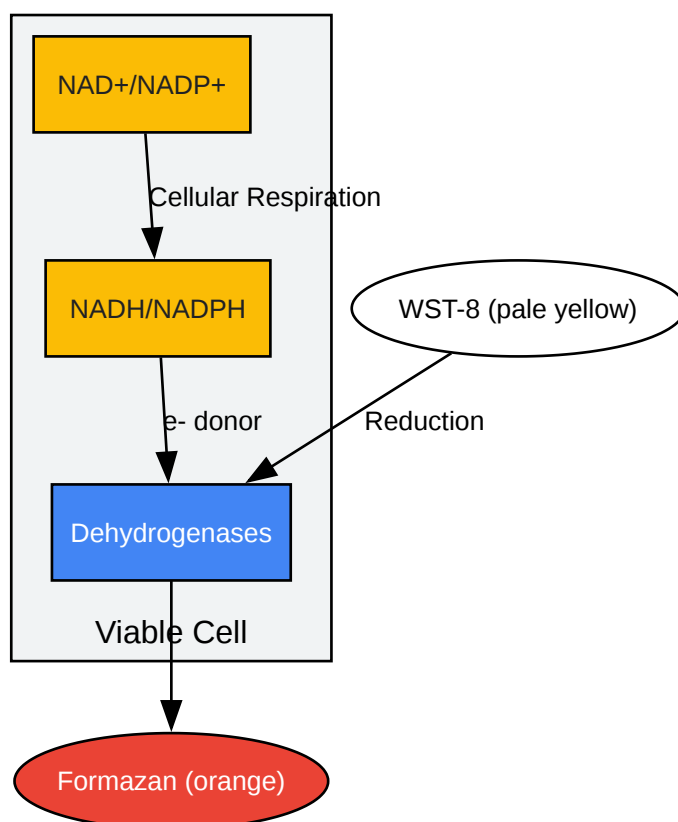 NAD+/NADP+
Cellular Respiration
NADH/NADPH
WST-8 (pale yellow)
e- donor
Reduction
Dehydrogenases
Viable Cell
Formazan (orange)